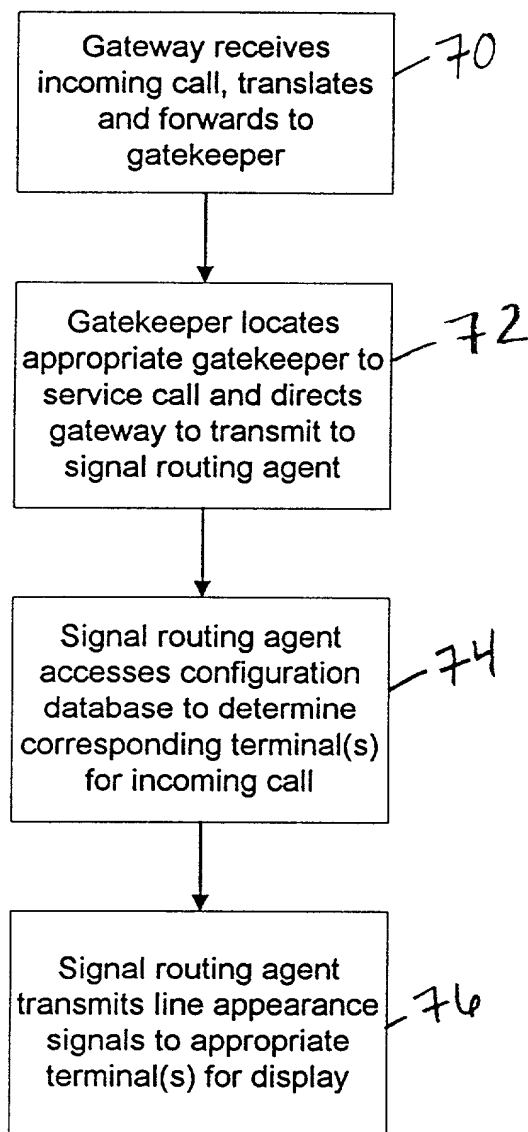 Gateway receives
incoming call, translates
and forwards to
gatekeeper
70
Gatekeeper locates
appropriate gatekeeper to
service call and directs
gateway to transmit to
signal routing agent
72
Signal routing agent
accesses configuration
database to determine
corresponding terminal(s)
for incoming call
74
Signal routing agent
transmits line appearance
signals to appropriate
terminal(s) for display
76